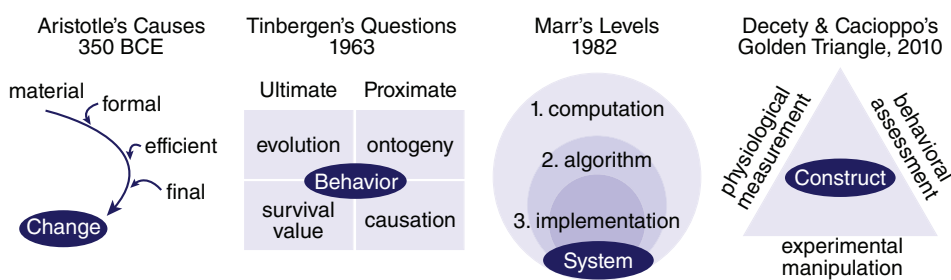 Aristotle's Causes
350 BCE
material
formal
efficient
final
Change
Tinbergen's Questions
1963
Ultimate
Proximate
evolution
ontogeny
Behavior
survival
value
causation
Marr's Levels
1982
1. computation
2. algorithm
3. implementation
System
Decety & Cacioppo's
Golden Triangle, 2010
physiological
measurement
behavioral
assessment
Construct
experimental
manipulation